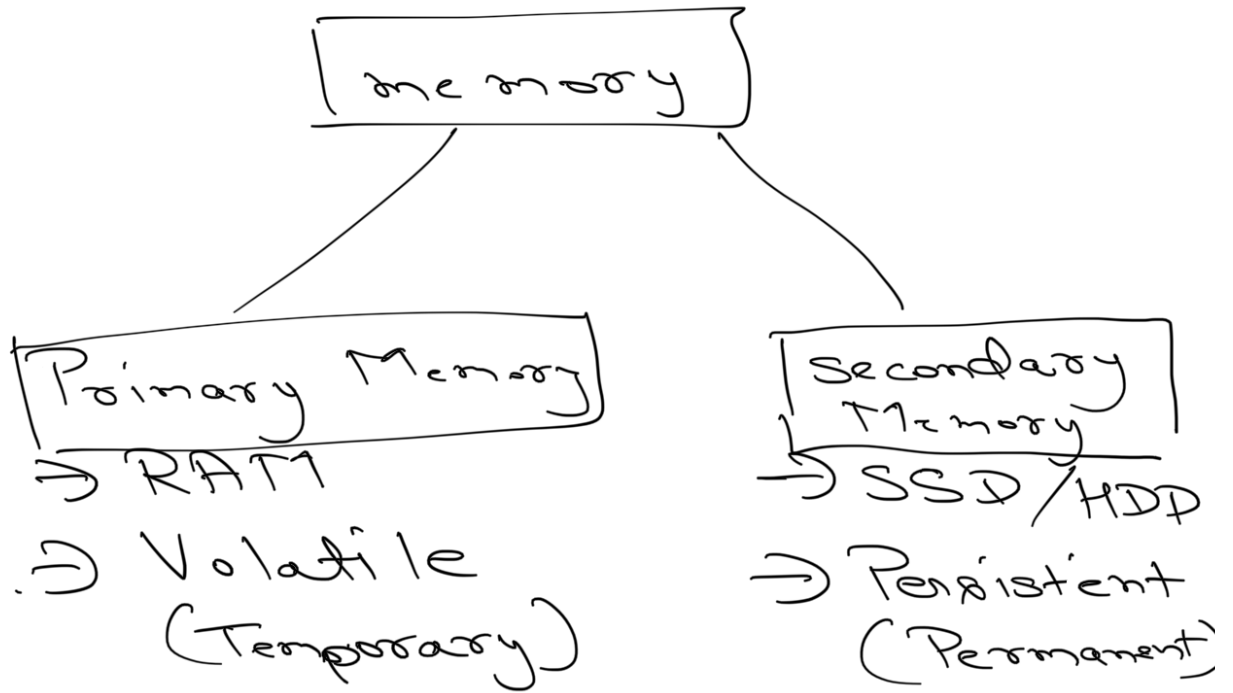 memory
Primary Memory
→ RAM
→ Volatile
(Temporary)
secondary
Memory
→ SSD/HDD
→ Persistent
(Permanent)